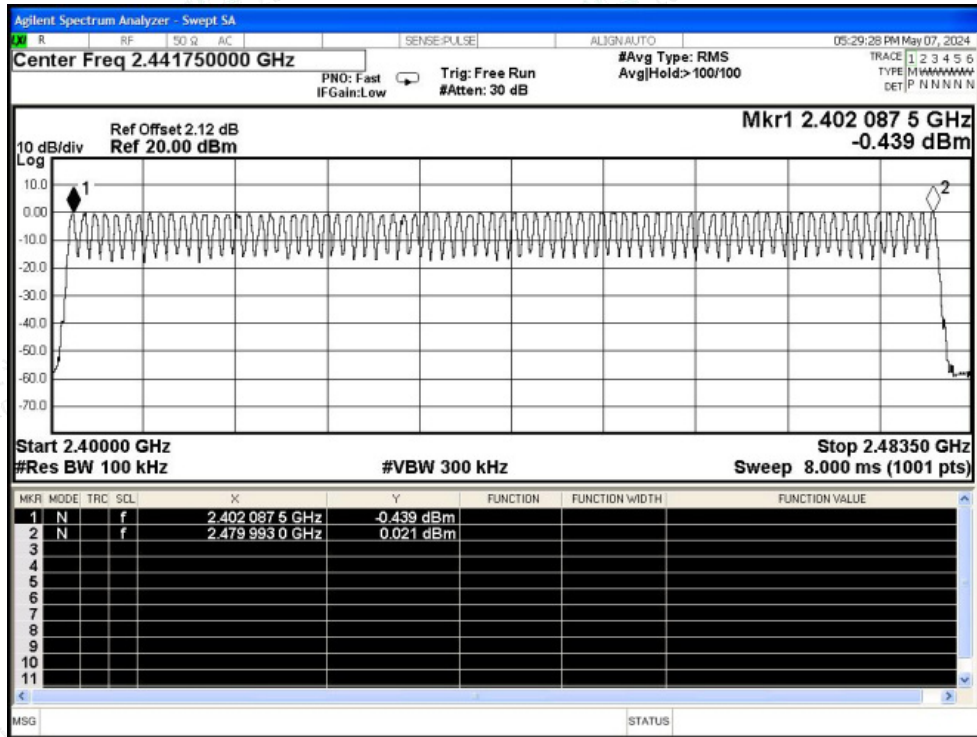 Agilent Spectrum Analyzer - Swept SA
LXI R RF 50 Ω AC SENSE:PULSE ALIGN AUTO 05:29:28 PM May 07, 2024
Center Freq 2.441750000 GHz #Avg Type: RMS TRACE 1 2 3 4 5 6
PNO: Fast Trig: Free Run Avg|Hold:>100/100 TYPE M
IFGain:Low #Atten: 30 dB DET P N N N N N
Mkr1 2.402 087 5 GHz
-0.439 dBm
Ref Offset 2.12 dB
10 dB/div Ref 20.00 dBm
Log
10.0
0.00
-10.0
-20.0
-30.0
-40.0
-50.0
-60.0
-70.0
1
2
Start 2.40000 GHz Stop 2.48350 GHz
#Res BW 100 kHz #VBW 300 kHz Sweep 8.000 ms (1001 pts)
MKR MODE TRC SCL X Y FUNCTION FUNCTION WIDTH FUNCTION VALUE
1 N f 2.402 087 5 GHz -0.439 dBm
2 N f 2.479 993 0 GHz 0.021 dBm
3
4
5
6
7
8
9
10
11
MSG STATUS